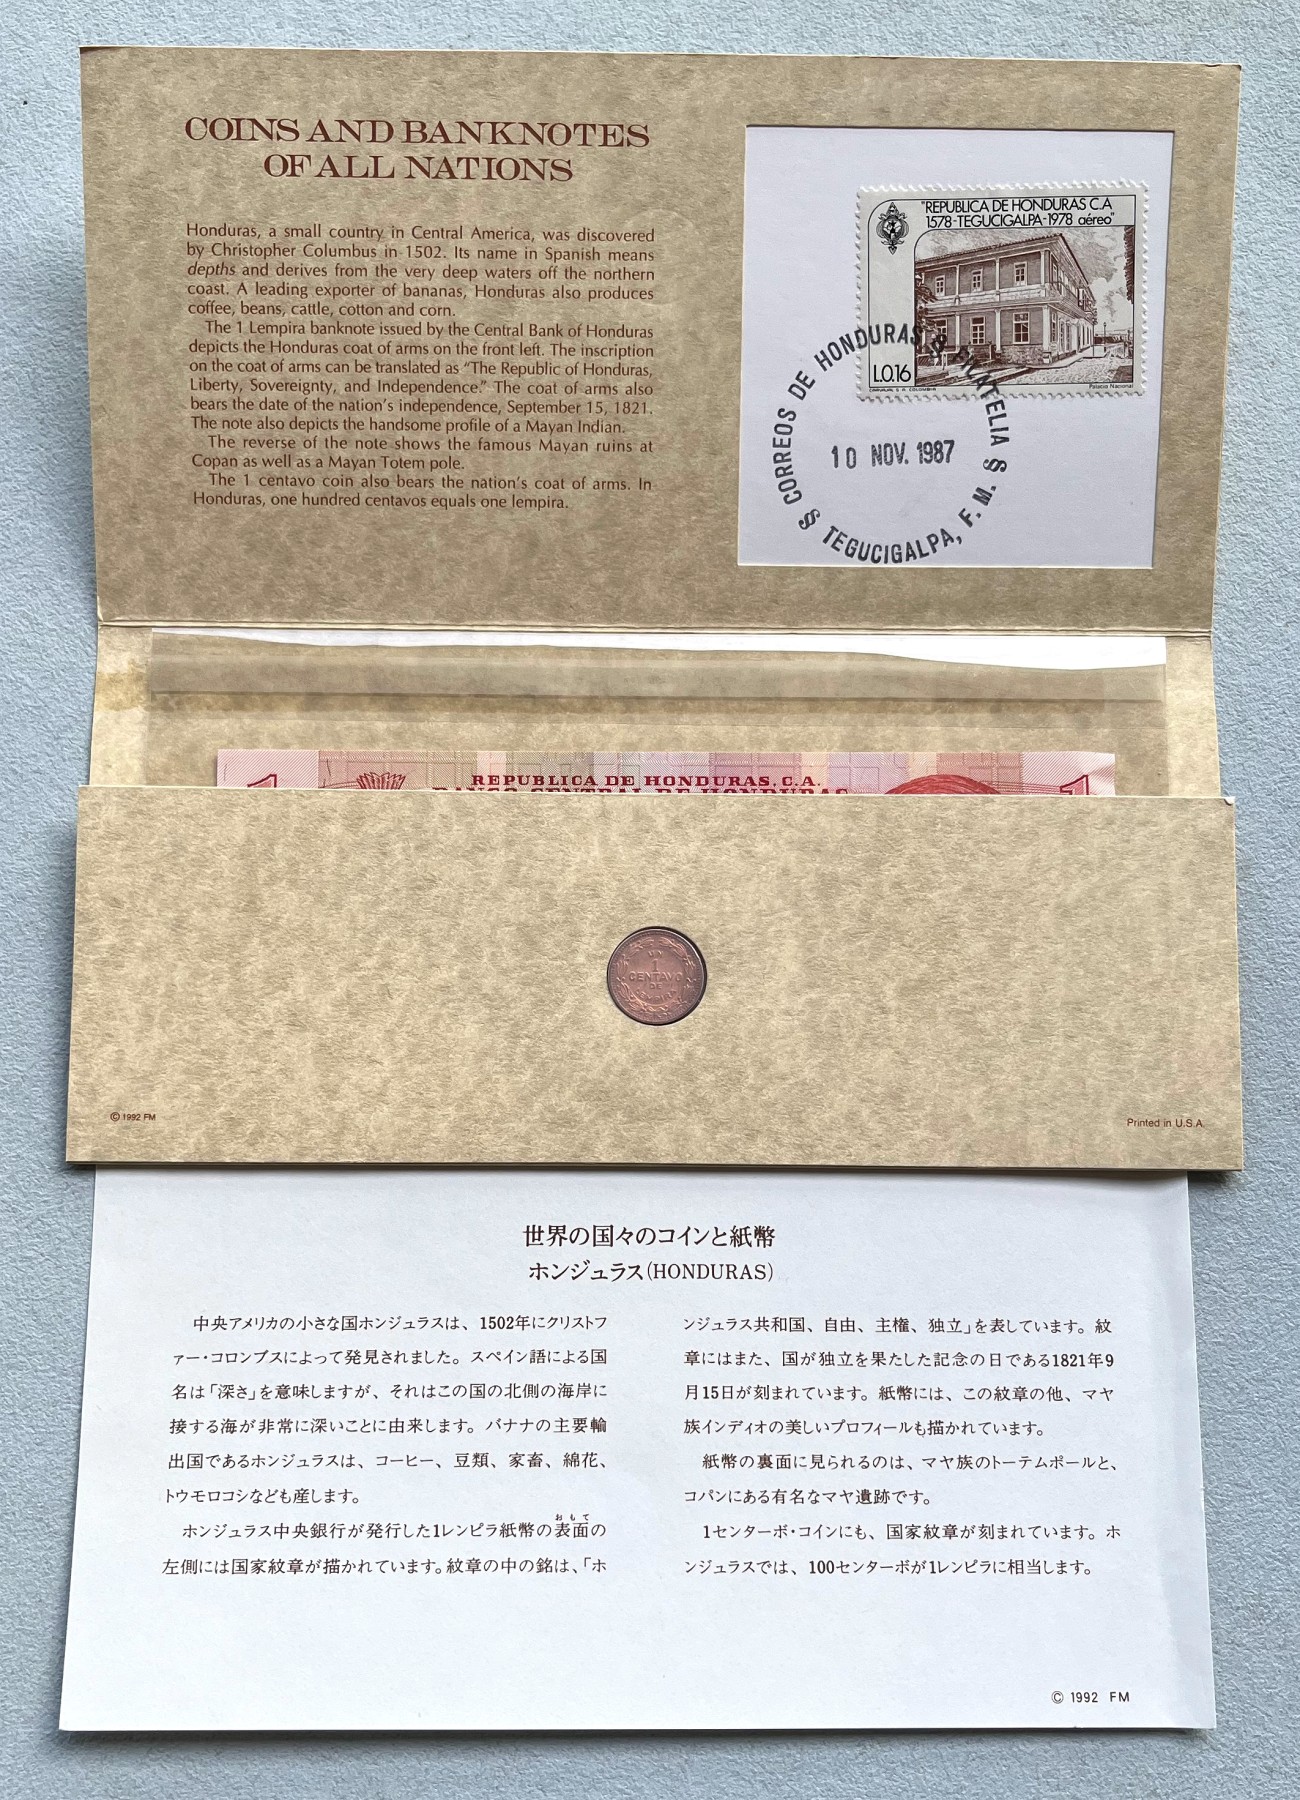 COINS AND BANKNOTES
OF ALL NATIONS
Honduras, a small country in Central America, was discovered
by Christopher Columbus in 1502. Its name in Spanish means
depths and derives from the very deep waters off the northern
coast. A leading exporter of bananas, Honduras also produces
coffee, beans, cattle, cotton and corn.
The 1 Lempira banknote issued by the Central Bank of Honduras
depicts the Honduras coat of arms on the front left. The inscription
on the coat of arms can be translated as “The Republic of Honduras,
Liberty, Sovereignty, and Independence.” The coat of arms also
bears the date of the nation’s independence, September 15, 1821.
The note also depicts the handsome profile of a Mayan Indian.
The reverse of the note shows the famous Mayan ruins at
Copan as well as a Mayan Totem pole.
The 1 centavo coin also bears the nation’s coat of arms. In
Honduras, one hundred centavos equals one lempira.
"REPUBLICA DE HONDURAS C.A
1578-TEGUCIGALPA-1978 aéreo"
L.0.16
Palacio Nacional
CORREOS DE HONDURAS § FILATELIA §
10 NOV. 1987
§ TEGUCIGALPA, F. M.
1
REPUBLICA DE HONDURAS, C.A.
BANCO CENTRAL DE HONDURAS
1
UN
1
CENTAVO
DE
LEMPIRA
© 1992 FM
Printed in U.S.A.
世界の国々のコインと紙幣
ホンジュラス(HONDURAS)
中央アメリカの小さな国ホンジュラスは、1502年にクリストフ
ァー・コロンブスによって発見されました。スペイン語による国
名は「深さ」を意味しますが、それはこの国の北側の海岸に
接する海が非常に深いことに由来します。バナナの主要輸
出国であるホンジュラスは、コーヒー、豆類、家畜、綿花、
トウモロコシなども産します。
おもて
ホンジュラス中央銀行が発行した1レンピラ紙幣の表面の
左側には国家紋章が描かれています。紋章の中の銘は、「ホ
ンジュラス共和国、自由、主権、独立」を表しています。紋
章にはまた、国が独立を果たした記念の日である1821年9
月15日が刻まれています。紙幣には、この紋章の他、マヤ
族インディオの美しいプロフィールも描かれています。
紙幣の裏面に見られるのは、マヤ族のトーテムポールと、
コパンにある有名なマヤ遺跡です。
1センターボ・コインにも、国家紋章が刻まれています。ホ
ンジュラスでは、100センターボが1レンピラに相当します。
© 1992 FM